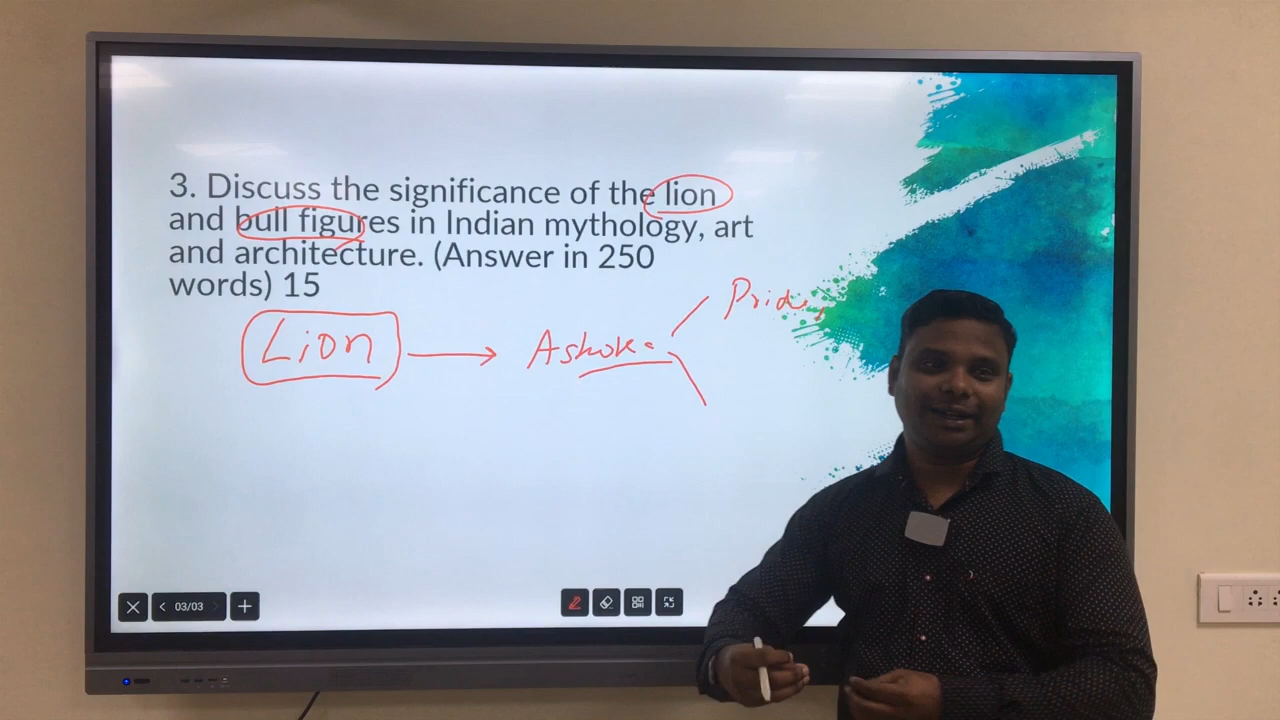 3. Discuss the significance of the lion
and bull figures in Indian mythology, art
and architecture. (Answer in 250
words) 15
Pride,
Lion → Ashoka
03/03